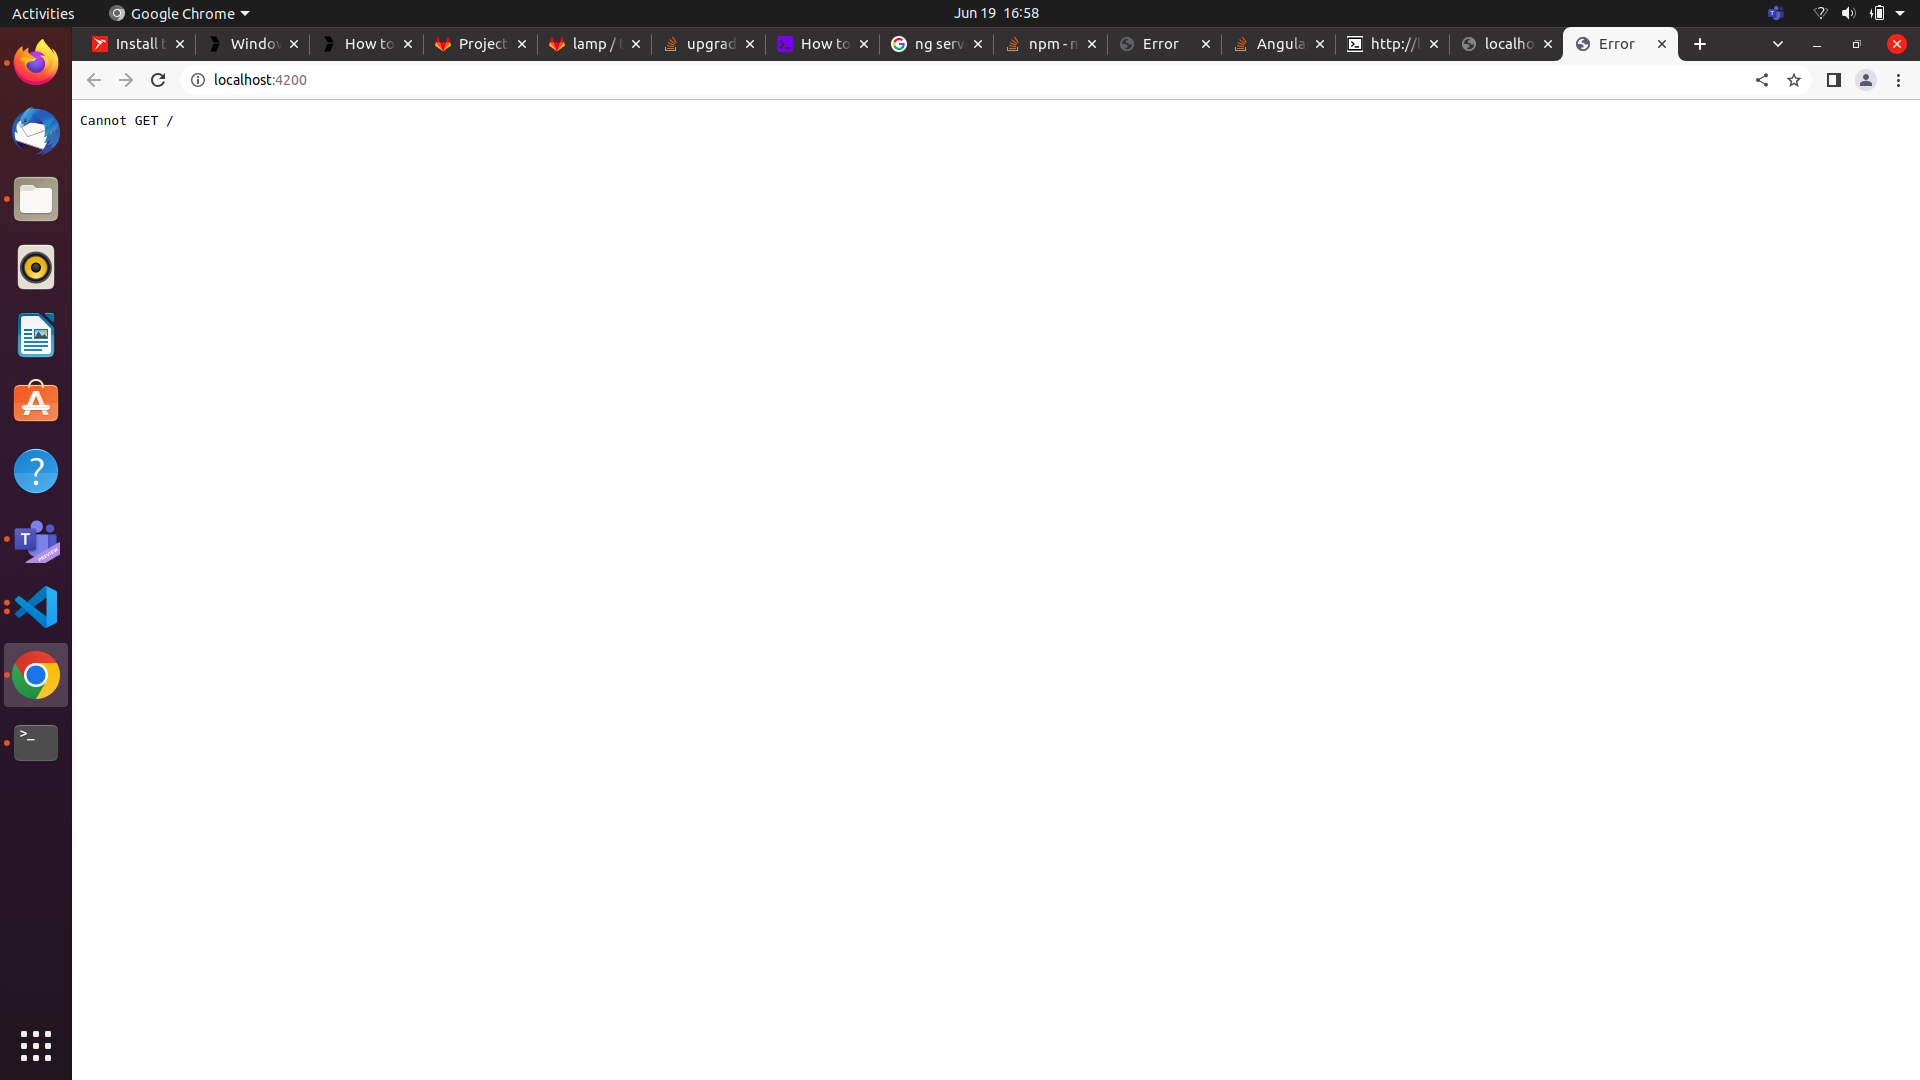 Activities Google Chrome Jun 19 16:58
Install t Window How to Project lamp / t upgrad How to ng serv npm - n Error Angula http://l localho Error
localhost:4200
Cannot GET /